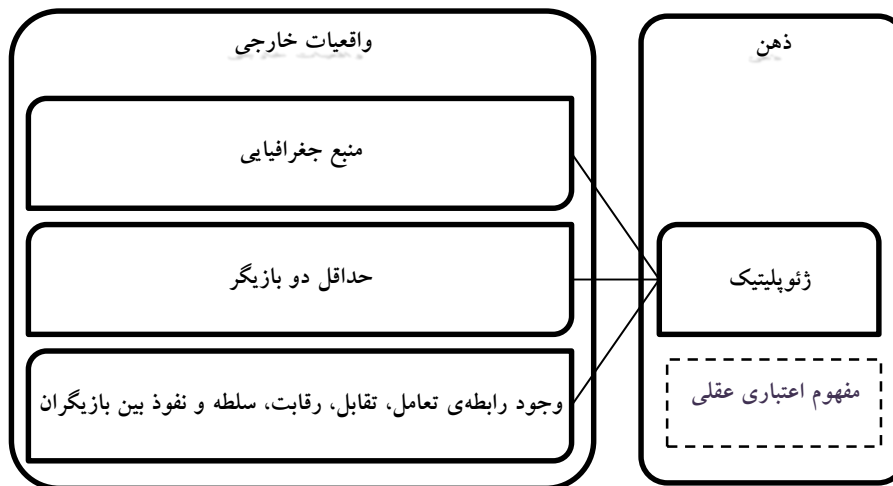 ذهن
واقعیات خارجی
منبع جغرافیایی
حداقل دو بازیگر
ژئوپلیتیک
وجود رابطه‌ی تعامل، تقابل، رقابت، سلطه و نفوذ بین بازیگران
مفهوم اعتباری عقلی